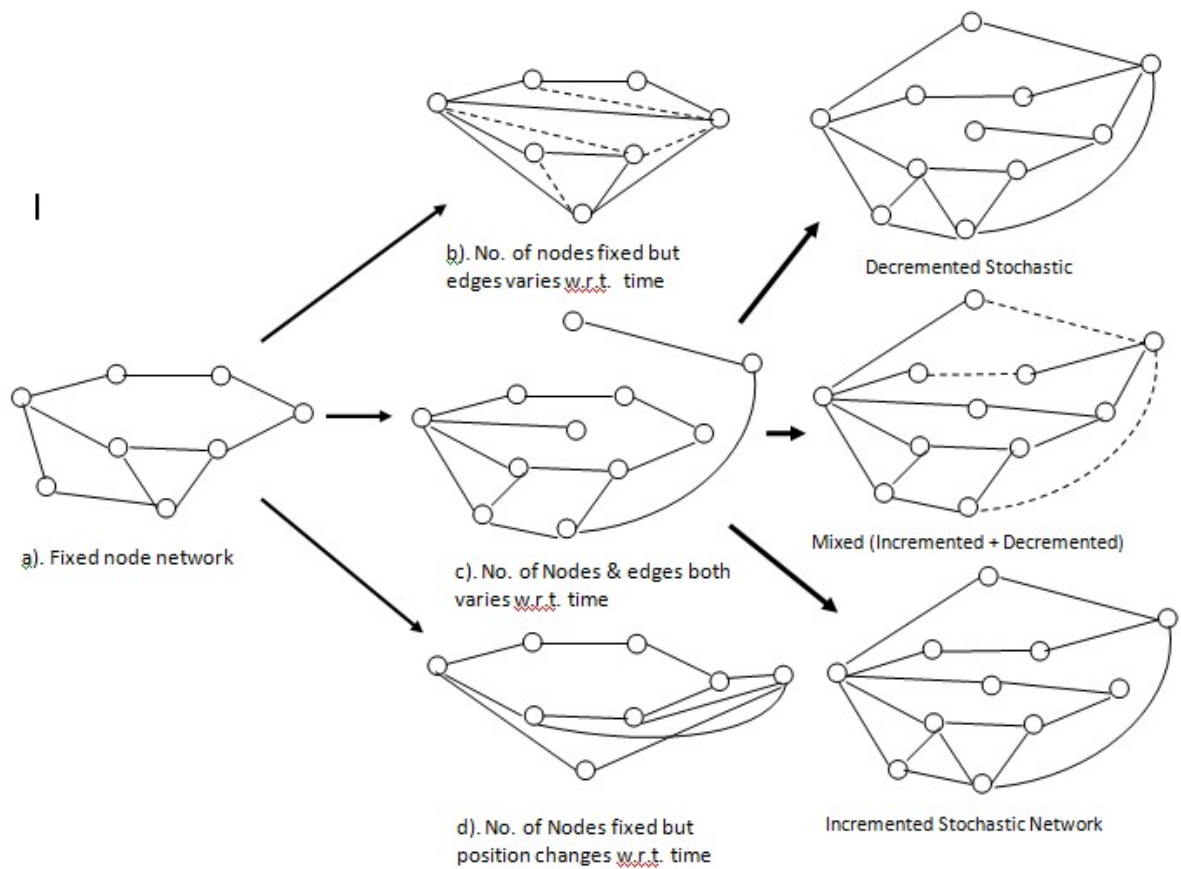 b). No. of nodes fixed but
edges varies w.r.t. time
Decremented Stochastic
a). Fixed node network
c). No. of Nodes & edges both
varies w.r.t. time
Mixed (Incremented + Decremented)
d). No. of Nodes fixed but
position changes w.r.t. time
Incremented Stochastic Network